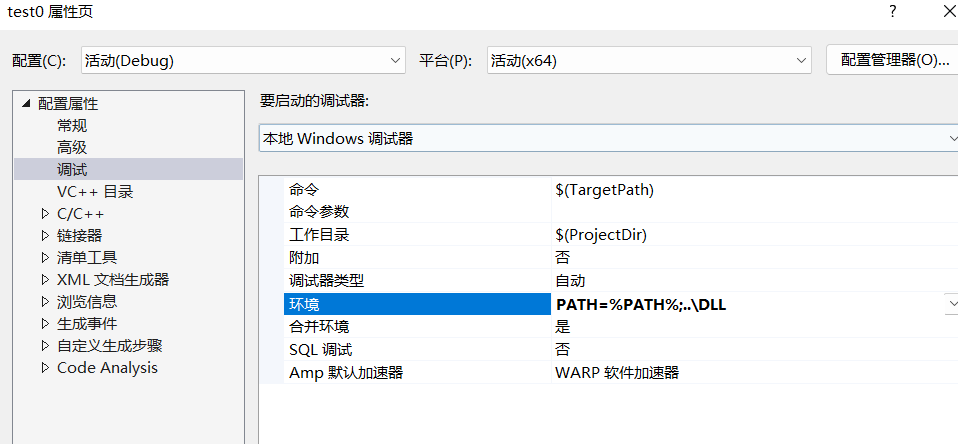 test0 属性页
?
配置(C):
活动(Debug)
平台(P):
活动(x64)
配置管理器(O)...
配置属性
常规
高级
调试
VC++ 目录
C/C++
链接器
清单工具
XML 文档生成器
浏览信息
生成事件
自定义生成步骤
Code Analysis
要启动的调试器:
本地 Windows 调试器
命令 $(TargetPath)
命令参数
工作目录 $(ProjectDir)
附加 否
调试器类型 自动
环境 PATH=%PATH%;..\DLL
合并环境 是
SQL 调试 否
Amp 默认加速器 WARP 软件加速器